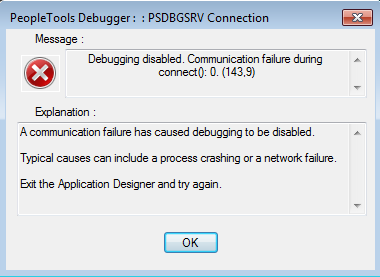 PeopleTools Debugger : : PSDBGSRV Connection
Message :
Debugging disabled. Communication failure during
connect(): 0. (143,9)
Explanation :
A communication failure has caused debugging to be disabled.
Typical causes can include a process crashing or a network failure.
Exit the Application Designer and try again.
OK